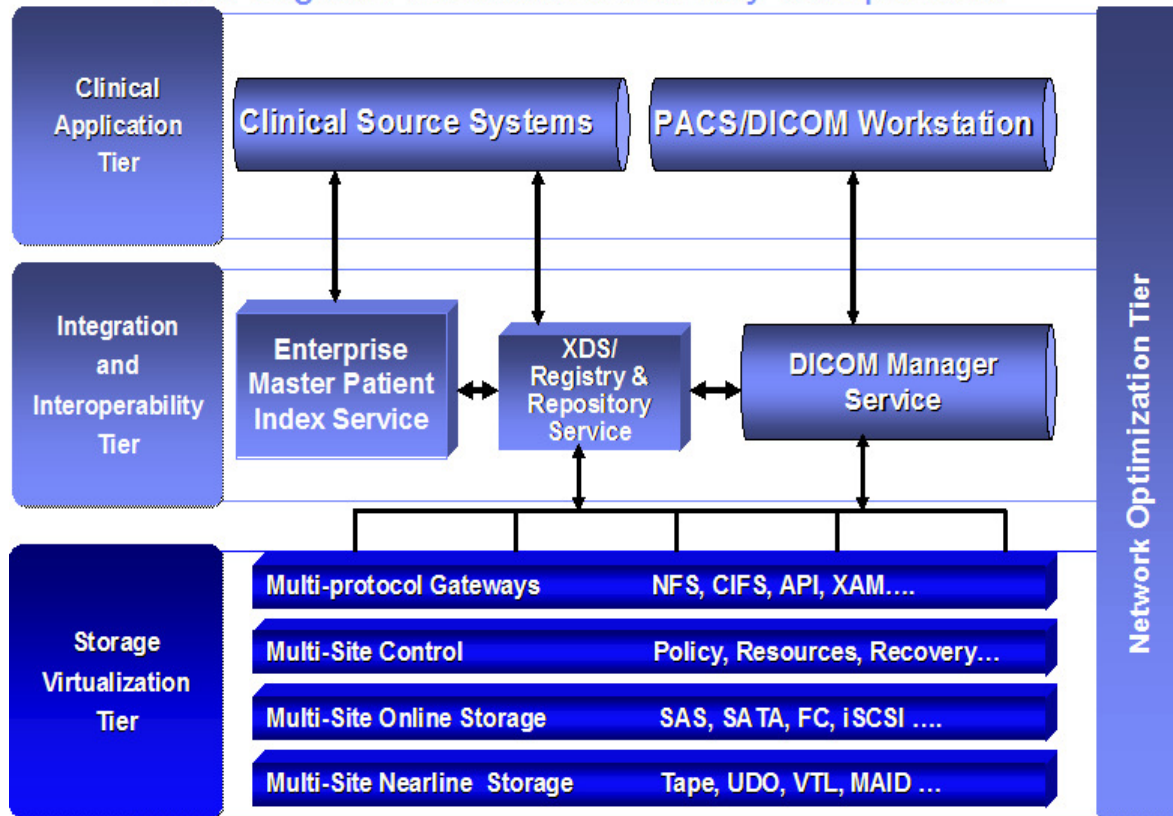 Clinical
Application
Tier
Clinical Source Systems
PACS/DICOM Workstation
Integration
and
Interoperability
Tier
Enterprise
Master Patient
Index Service
XDS/
Registry &
Repository
Service
DICOM Manager
Service
Storage
Virtualization
Tier
Multi-protocol Gateways NFS, CIFS, API, XAM....
Multi-Site Control Policy, Resources, Recovery...
Multi-Site Online Storage SAS, SATA, FC, iSCSI ....
Multi-Site Nearline Storage Tape, UDO, VTL, MAID ...
Network Optimization Tier